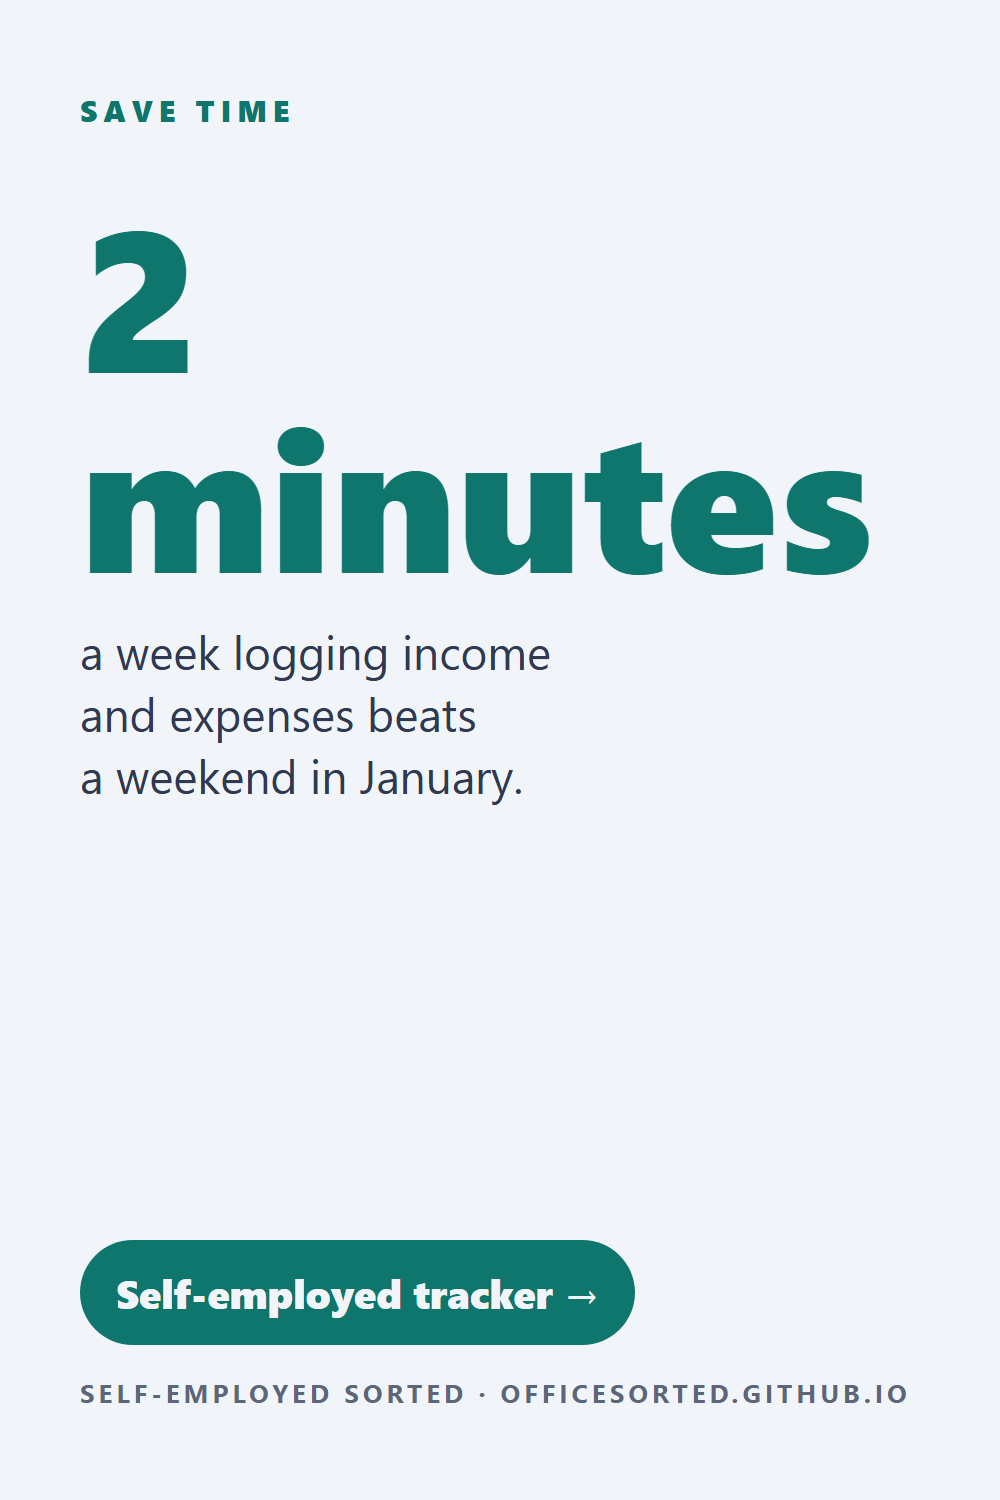 SAVE TIME
2
minutes
a week logging income
and expenses beats
a weekend in January.
Self-employed tracker →
SELF-EMPLOYED SORTED · OFFICESORTED.GITHUB.IO